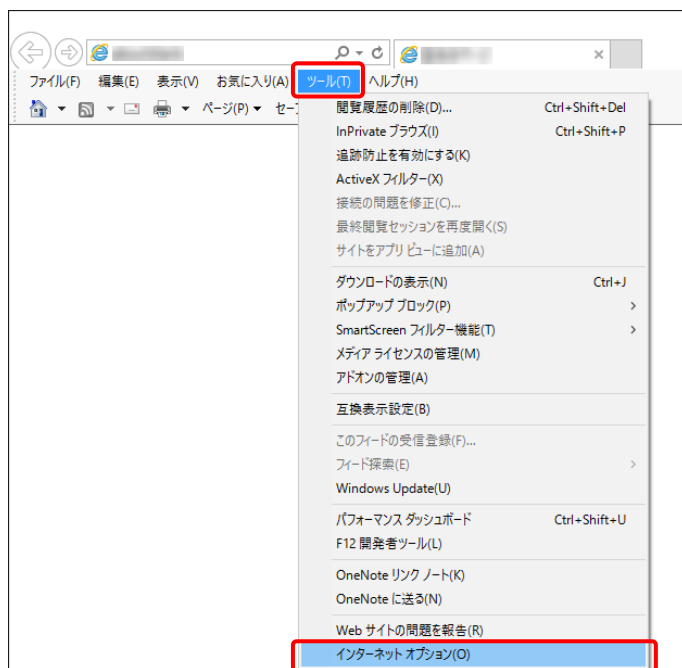 ファイル(F) 編集(E) 表示(V) お気に入り(A) ツール(T) ヘルプ(H)
ページ(P)
閲覧履歴の削除(D)... Ctrl+Shift+Del
InPrivate ブラウズ(I) Ctrl+Shift+P
追跡防止を有効にする(K)
ActiveX フィルター(X)
接続の問題を修正(C)...
最終閲覧セッションを再度開く(S)
サイトをアプリ ビューに追加(A)
ダウンロードの表示(N) Ctrl+J
ポップアップ ブロック(P)
SmartScreen フィルター機能(T)
メディア ライセンスの管理(M)
アドオンの管理(A)
互換表示設定(B)
このフィードの受信登録(F)...
フィード探索(E)
Windows Update(U)
パフォーマンス ダッシュボード Ctrl+Shift+U
F12 開発者ツール(L)
OneNote リンク ノート(K)
OneNote に送る(N)
Web サイトの問題を報告(R)
インターネット オプション(O)